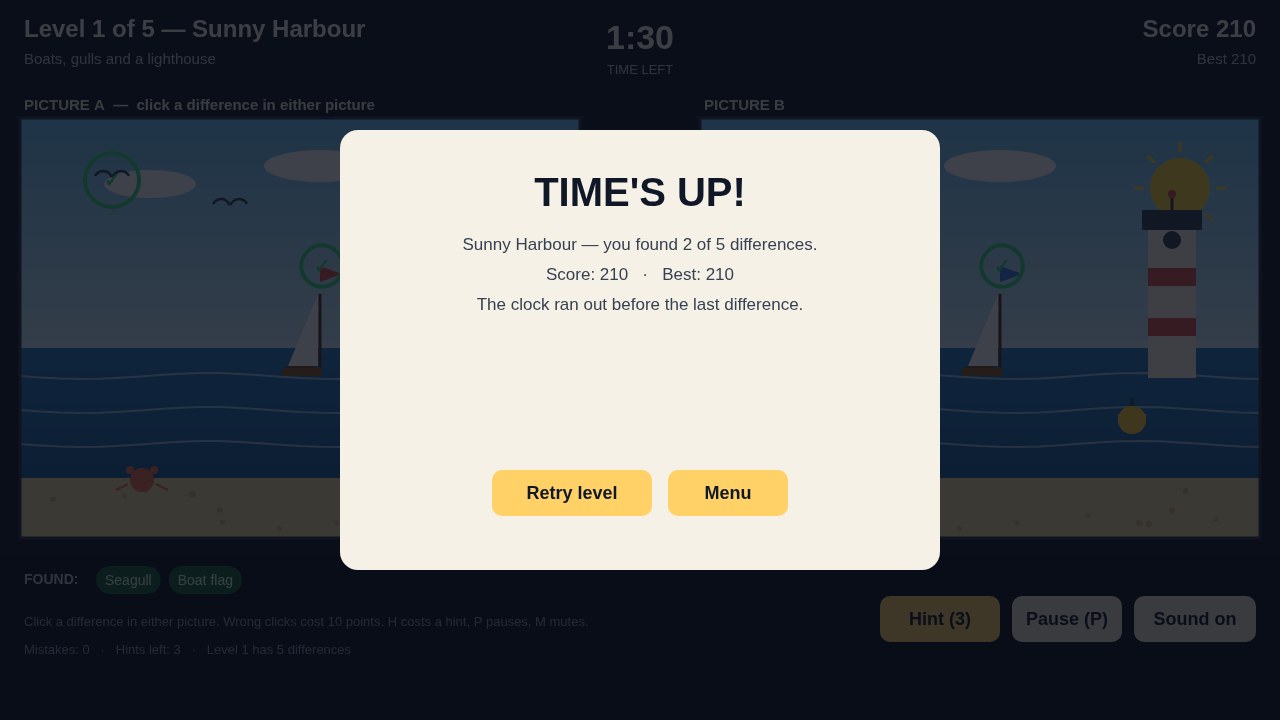 Level 1 of 5 — Sunny Harbour
Boats, gulls and a lighthouse
1:30
TIME LEFT
Score 210
Best 210
PICTURE A — click a difference in either picture
PICTURE B
TIME'S UP!
Sunny Harbour — you found 2 of 5 differences.
Score: 210 · Best: 210
The clock ran out before the last difference.
Retry level
Menu
FOUND:
Seagull
Boat flag
Click a difference in either picture. Wrong clicks cost 10 points. H costs a hint, P pauses, M mutes.
Mistakes: 0 · Hints left: 3 · Level 1 has 5 differences
Hint (3)
Pause (P)
Sound on